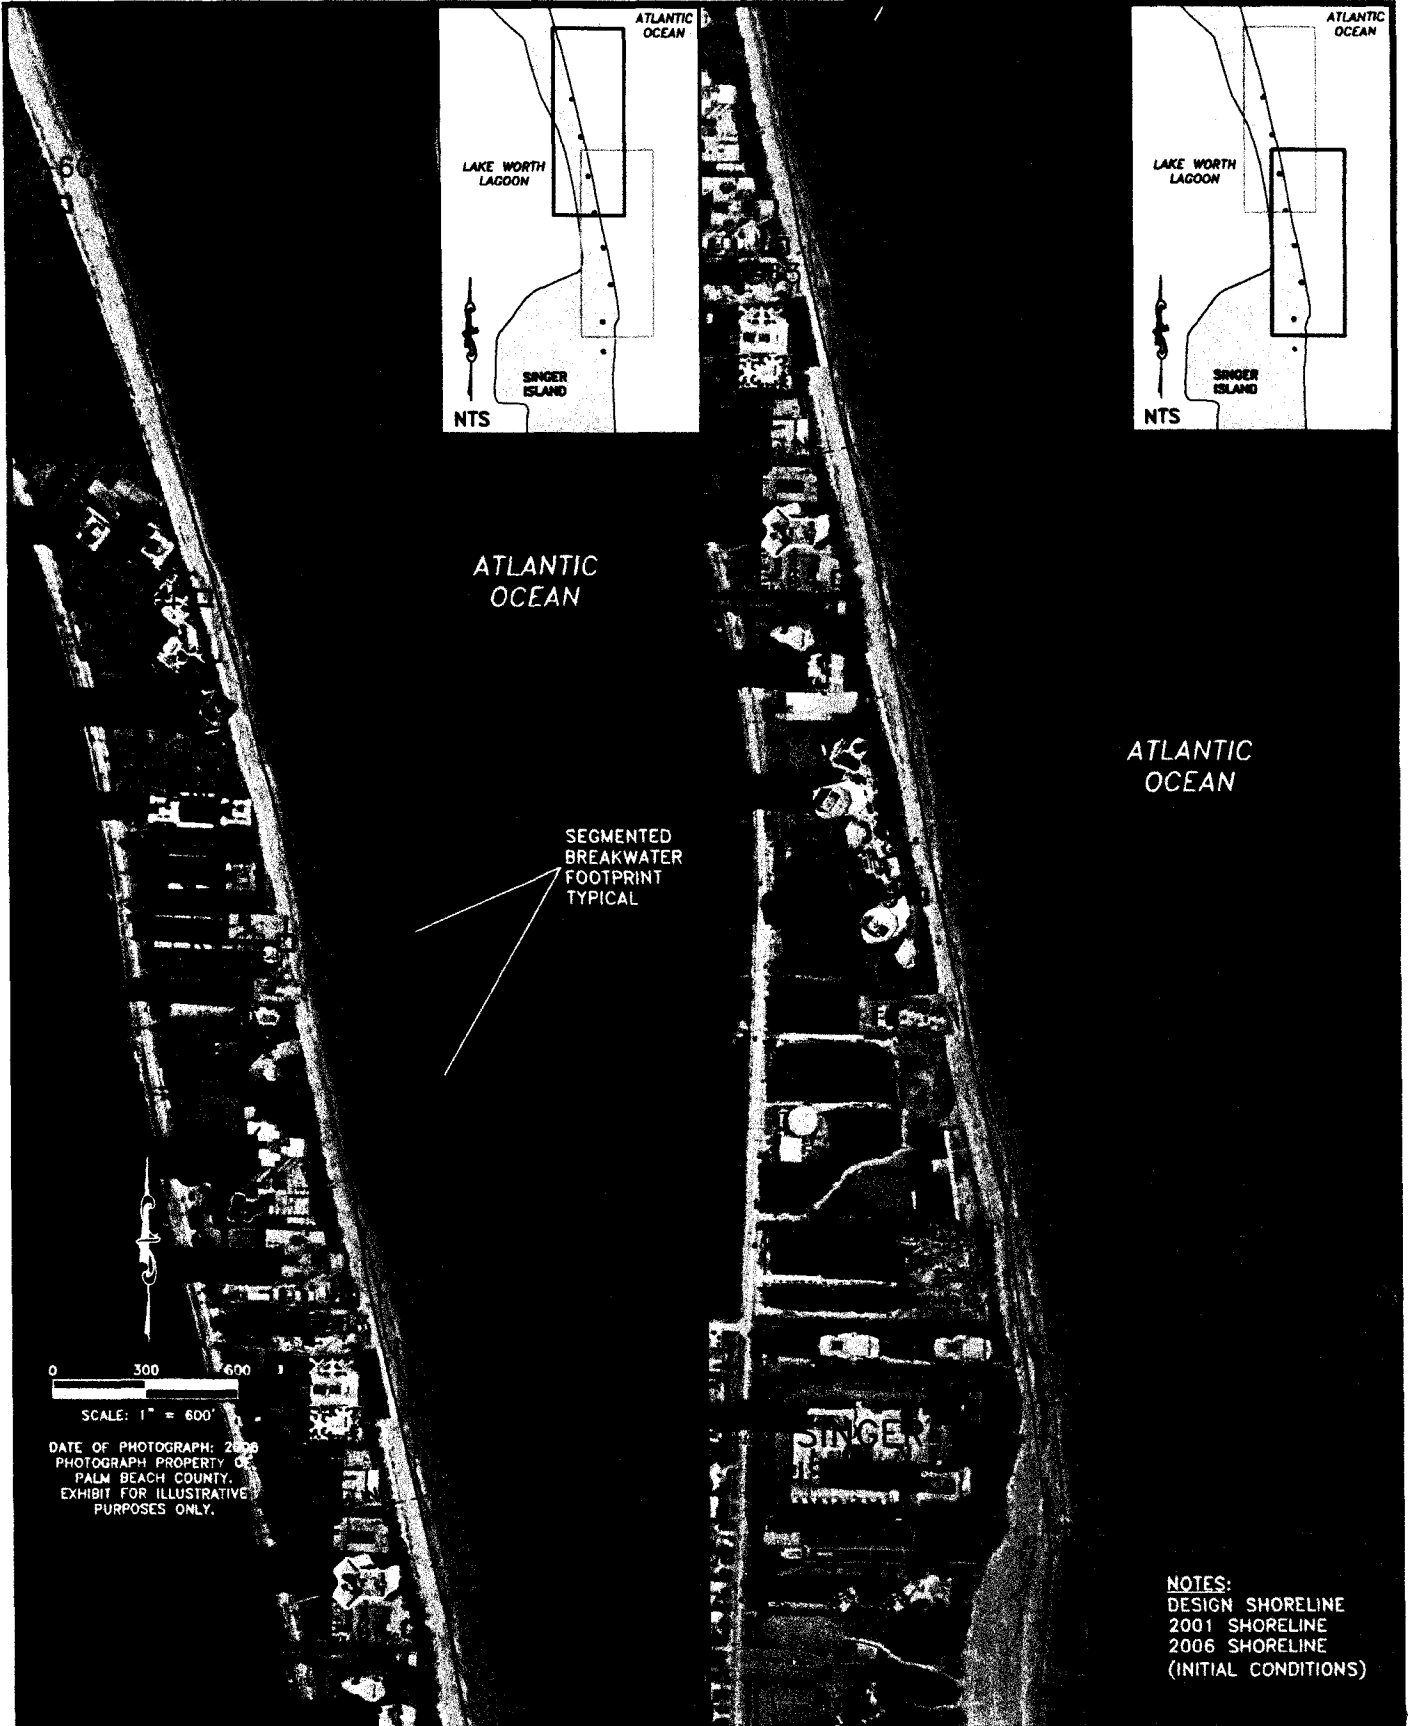 ATLANTIC
OCEAN
LAKE WORTH
LAGOON
SINGER
ISLAND
NTS
ATLANTIC
OCEAN
LAKE WORTH
LAGOON
SINGER
ISLAND
NTS
ATLANTIC
OCEAN
ATLANTIC
OCEAN
SEGMENTED
BREAKWATER
FOOTPRINT
TYPICAL
0 300 600
SCALE: 1" = 600'
DATE OF PHOTOGRAPH: 2006
PHOTOGRAPH PROPERTY OF
PALM BEACH COUNTY.
EXHIBIT FOR ILLUSTRATIVE
PURPOSES ONLY.
SINGER
NOTES:
DESIGN SHORELINE
2001 SHORELINE
2006 SHORELINE
(INITIAL CONDITIONS)